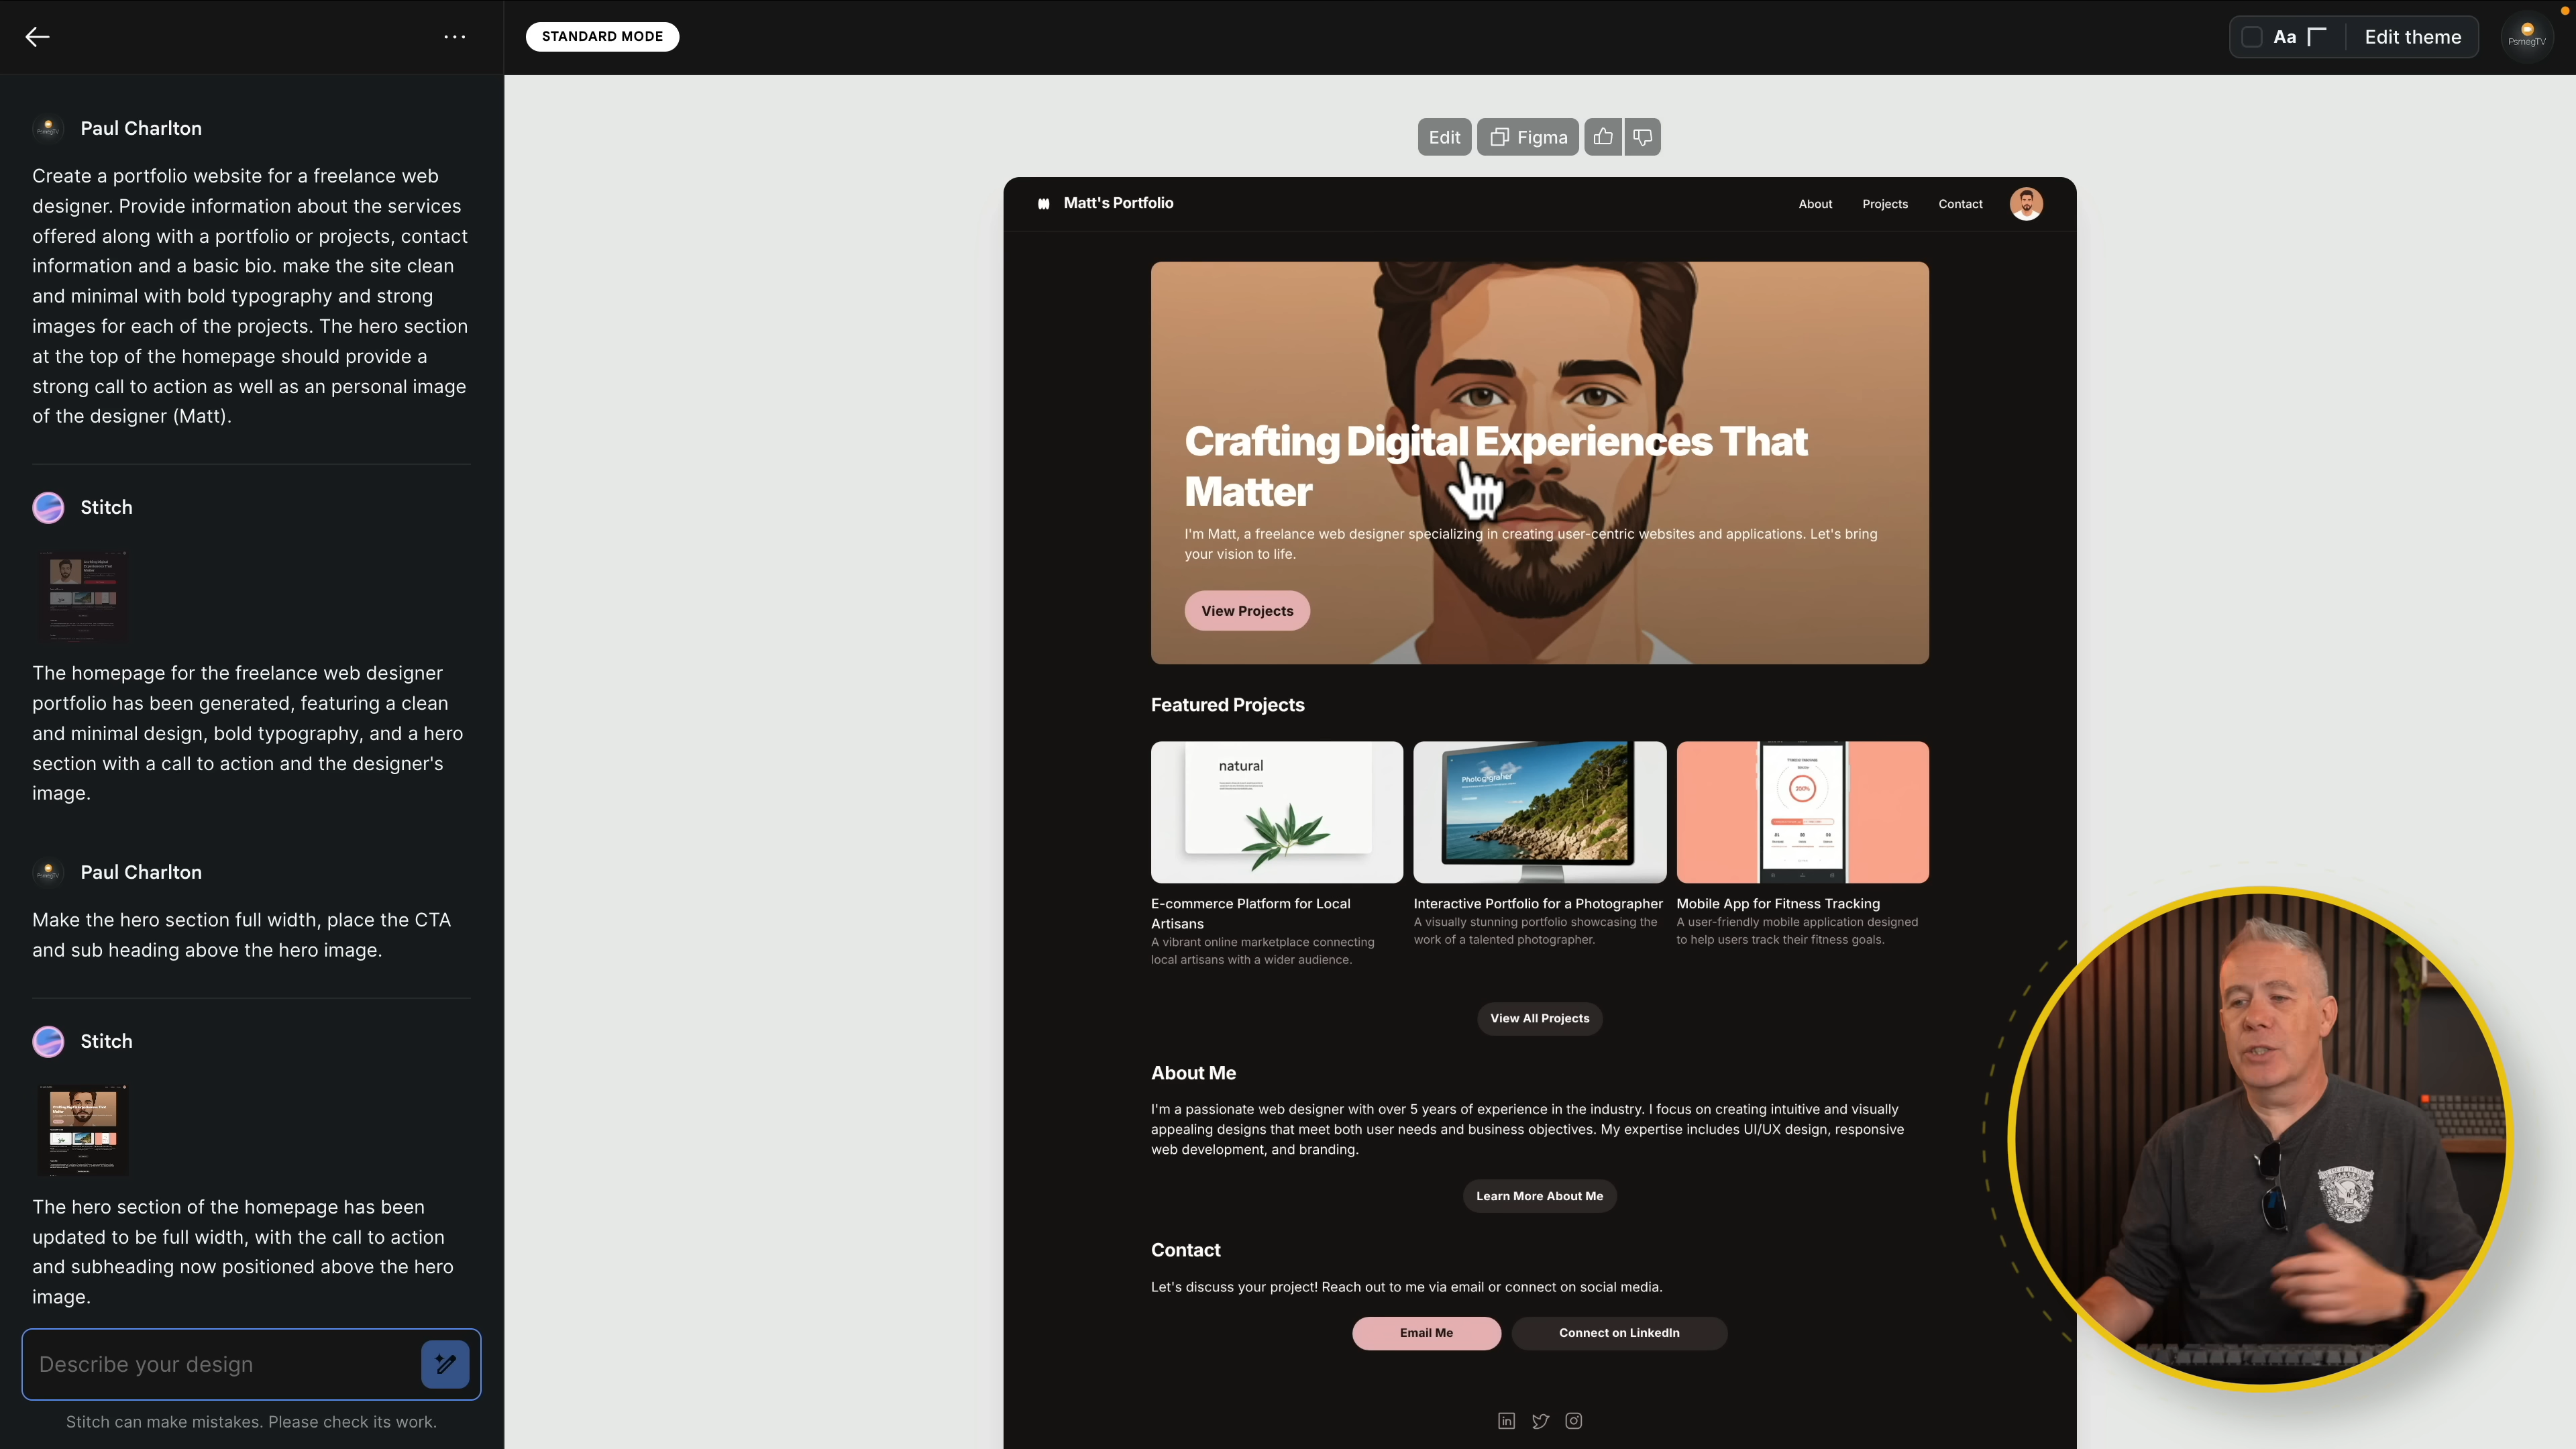 STANDARD MODE
Aa
Edit theme
PsmegTV
Paul Charlton
Create a portfolio website for a freelance web
designer. Provide information about the services
offered along with a portfolio or projects, contact
information and a basic bio. make the site clean
and minimal with bold typography and strong
images for each of the projects. The hero section
at the top of the homepage should provide a
strong call to action as well as an personal image
of the designer (Matt).
Stitch
The homepage for the freelance web designer
portfolio has been generated, featuring a clean
and minimal design, bold typography, and a hero
section with a call to action and the designer's
image.
Paul Charlton
Make the hero section full width, place the CTA
and sub heading above the hero image.
Stitch
The hero section of the homepage has been
updated to be full width, with the call to action
and subheading now positioned above the hero
image.
Describe your design
Stitch can make mistakes. Please check its work.
Edit
Figma
Matt's Portfolio
About
Projects
Contact
Crafting Digital Experiences That
Matter
I'm Matt, a freelance web designer specializing in creating user-centric websites and applications. Let's bring
your vision to life.
View Projects
Featured Projects
natural
Photographer
200%
E-commerce Platform for Local
Artisans
A vibrant online marketplace connecting
local artisans with a wider audience.
Interactive Portfolio for a Photographer
A visually stunning portfolio showcasing the
work of a talented photographer.
Mobile App for Fitness Tracking
A user-friendly mobile application designed
to help users track their fitness goals.
View All Projects
About Me
I'm a passionate web designer with over 5 years of experience in the industry. I focus on creating intuitive and visually
appealing designs that meet both user needs and business objectives. My expertise includes UI/UX design, responsive
web development, and branding.
Learn More About Me
Contact
Let's discuss your project! Reach out to me via email or connect on social media.
Email Me
Connect on LinkedIn